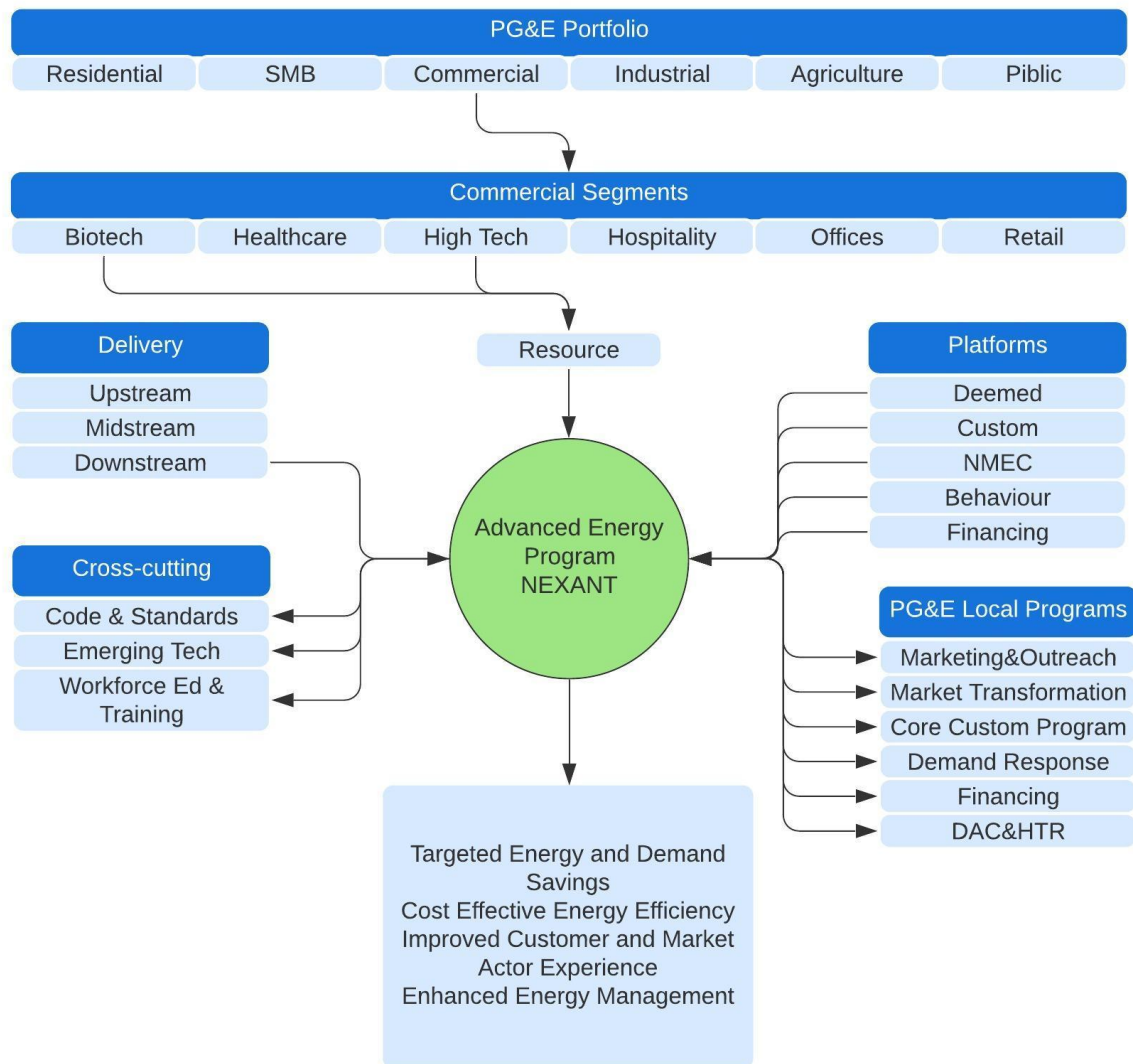 PG&E Portfolio
Residential
SMB
Commercial
Industrial
Agriculture
Piblic
Commercial Segments
Biotech
Healthcare
High Tech
Hospitality
Offices
Retail
Delivery
Upstream
Midstream
Downstream
Resource
Platforms
Deemed
Custom
NMEC
Behaviour
Financing
Advanced Energy
Program
NEXANT
Cross-cutting
Code & Standards
Emerging Tech
Workforce Ed &
Training
PG&E Local Programs
Marketing&Outreach
Market Transformation
Core Custom Program
Demand Response
Financing
DAC&HTR
Targeted Energy and Demand
Savings
Cost Effective Energy Efficiency
Improved Customer and Market
Actor Experience
Enhanced Energy Management